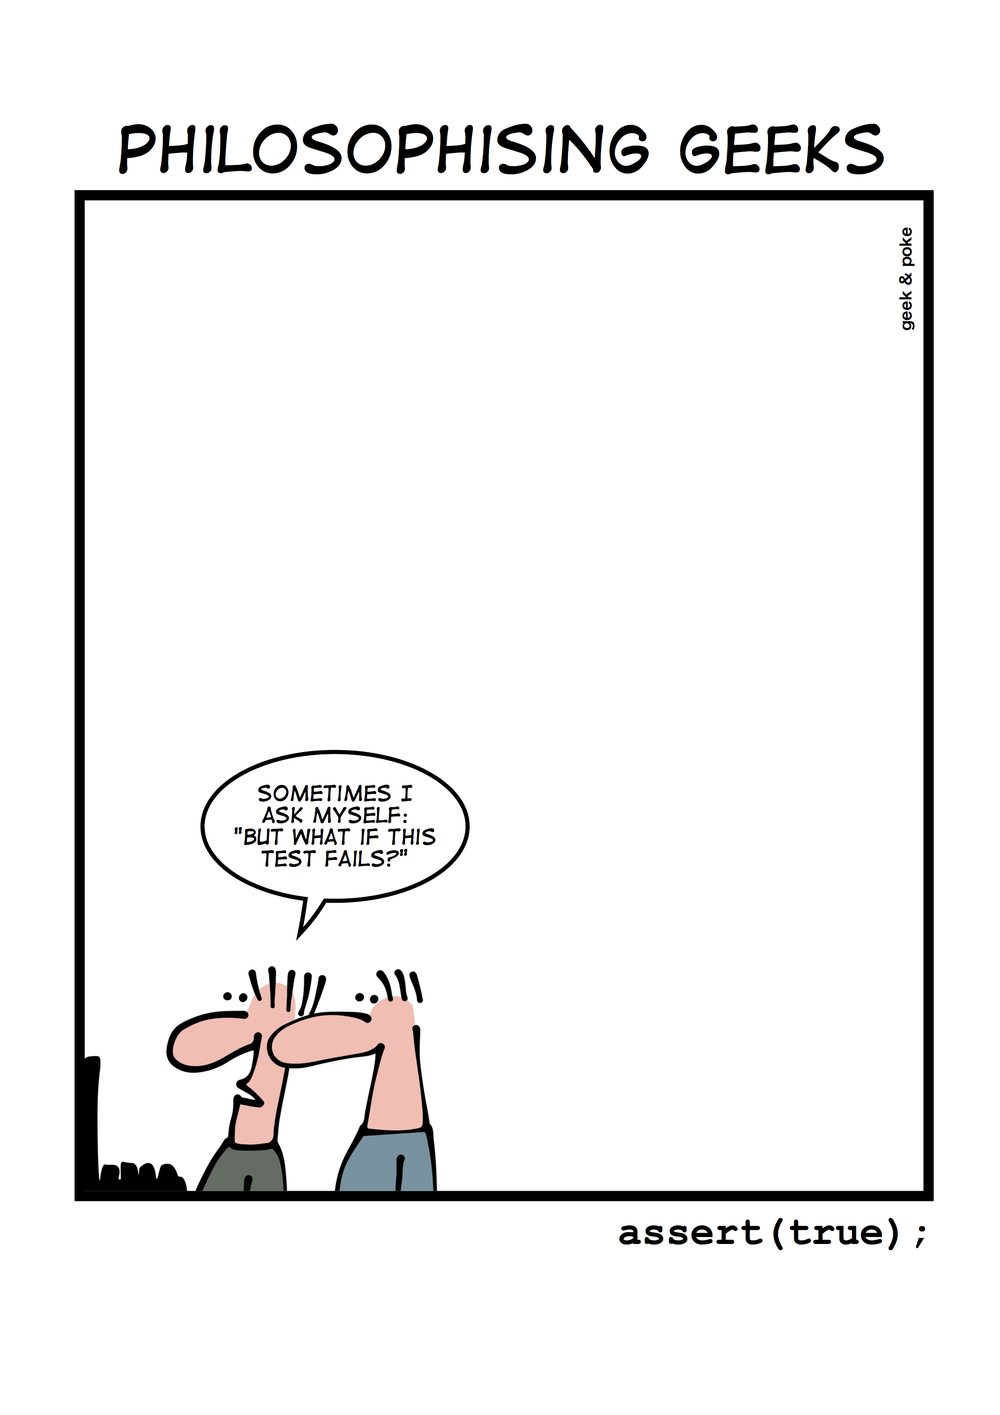 PHILOSOPHISING GEEKS
geek & poke
SOMETIMES I
ASK MYSELF:
"BUT WHAT IF THIS
TEST FAILS?"
assert(true);